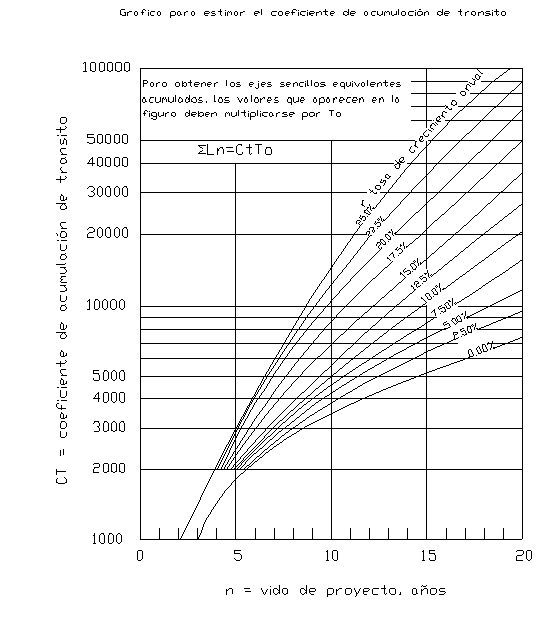 Grafica para estimar el coeficiente de acumulación de transito
100000
Para obtener los ejes sencillos equivalentes
acumulados, los valores que aparecen en la
figura deben multiplicarse por To
ΣLn=CtTo
r tasa de crecimiento anual
50000
40000
30000
20000
10000
5000
4000
3000
2000
1000
25.0%
22.5%
20.0%
17.5%
15.0%
12.5%
10.0%
7.50%
5.00%
2.50%
0.00%
CT = coeficiente de acumulación de transito
0 5 10 15 20
n = vida de proyecto, años